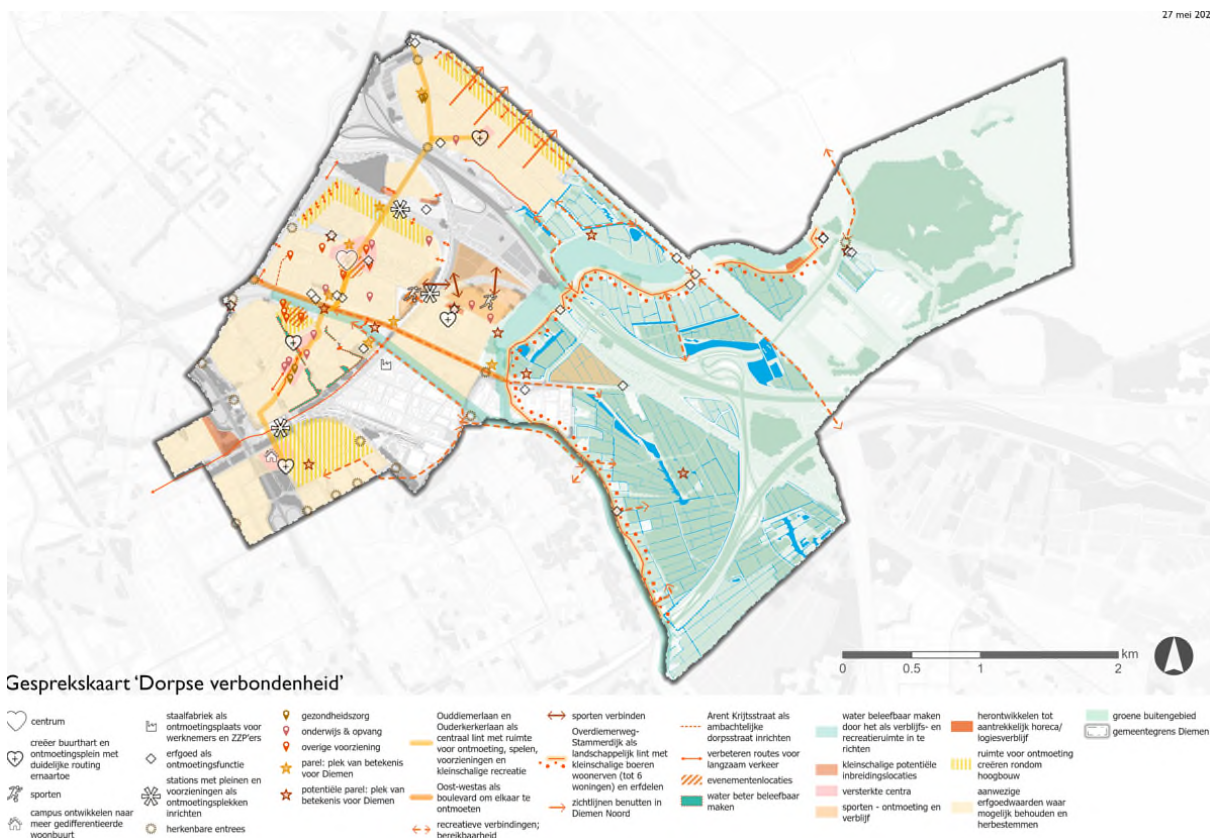 27 mei 202
km
0
0.5
1
2
Gesprekskaart 'Dorpse verbondenheid'
centrum
creëer buurthart en
ontmoetingsplein met
duidelijke routing
ernaartoe
sporten
campus ontwikkelen naar
meer gedifferentieerde
woonbuurt
staalfabriek als
ontmoetingsplaats voor
werknemers en ZZP'ers
erfgoed als
ontmoetingsfunctie
stations met pleinen en
voorzieningen als
ontmoetingsplekken
inrichten
herkenbare entrees
gezondheidszorg
onderwijs & opvang
overige voorziening
parel: plek van betekenis
voor Diemen
potentiële parel: plek van
betekenis voor Diemen
Ouddiemerlaan en
Ouderkerkerlaan als
centraal lint met ruimte
voor ontmoeting, spelen,
voorzieningen en
kleinschalige recreatie
Oost-westas als
boulevard om elkaar te
ontmoeten
recreatieve verbindingen;
bereikbaarheid
sporten verbinden
Overdiemerweg-
Stammerdijk als
landschappelijk lint met
kleinschalige boeren
woonerven (tot 6
woningen) en erfdelen
zichtlijnen benutten in
Diemen Noord
Arent Krijtsstraat als
ambachtelijke
dorpsstraat inrichten
verbeteren routes voor
langzaam verkeer
evenementenlocaties
water beter beleefbaar
maken
water beleefbaar maken
door het als verblijfs- en
recreatieruimte in te
richten
kleinschalige potentiële
inbreidingslocaties
versterkte centra
sporten - ontmoeting en
verblijf
herontwikkelen tot
aantrekkelijk horeca/
logiesverblijf
ruimte voor ontmoeting
creëren rondom
hoogbouw
aanwezige
erfgoedwaarden waar
mogelijk behouden en
herbestemmen
groene buitengebied
gemeentegrens Diemen